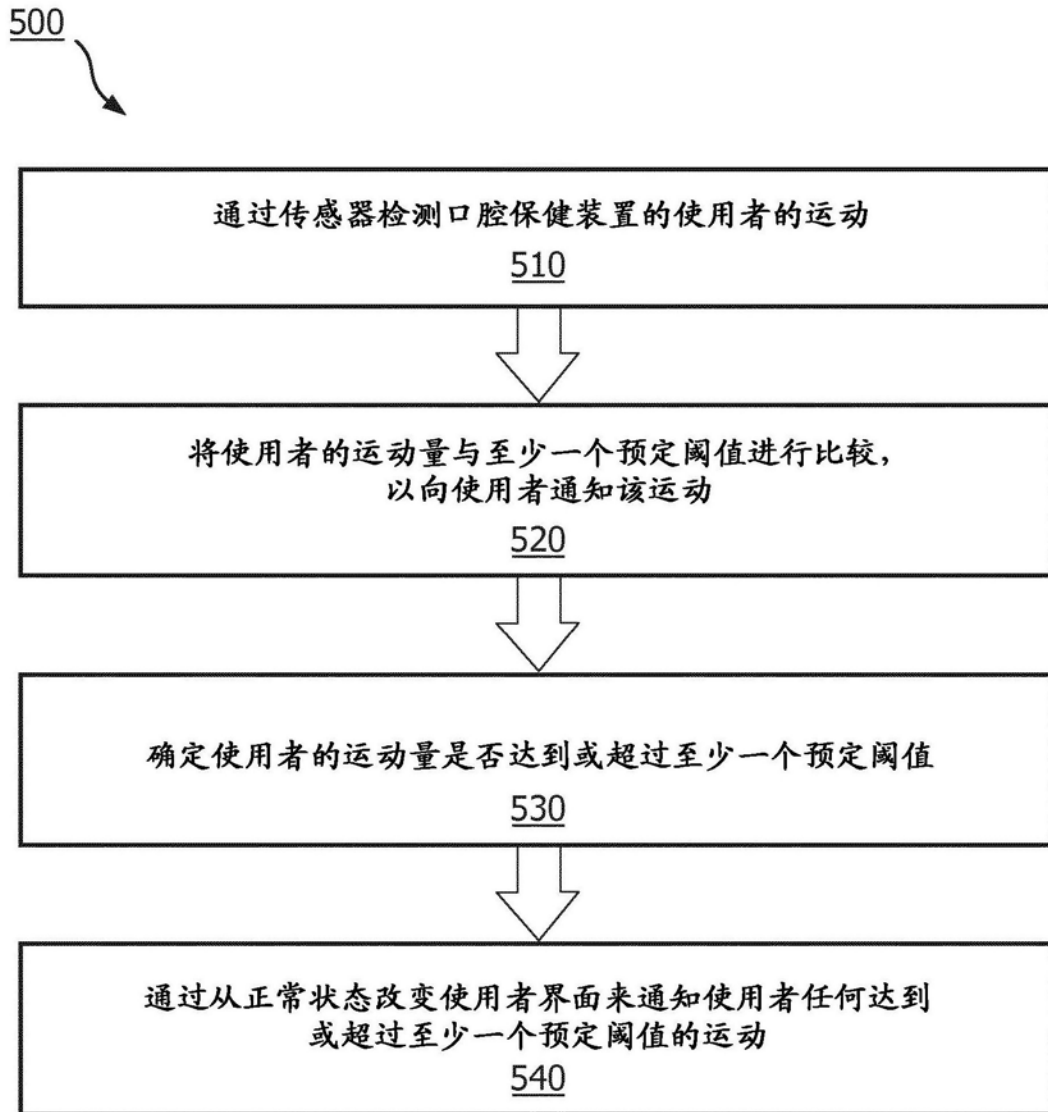 500
通过传感器检测口腔保健装置的使用者的运动
510
将使用者的运动量与至少一个预定阈值进行比较，
以向使用者通知该运动
520
确定使用者的运动量是否达到或超过至少一个预定阈值
530
通过从正常状态改变使用者界面来通知使用者任何达到
或超过至少一个预定阈值的运动
540